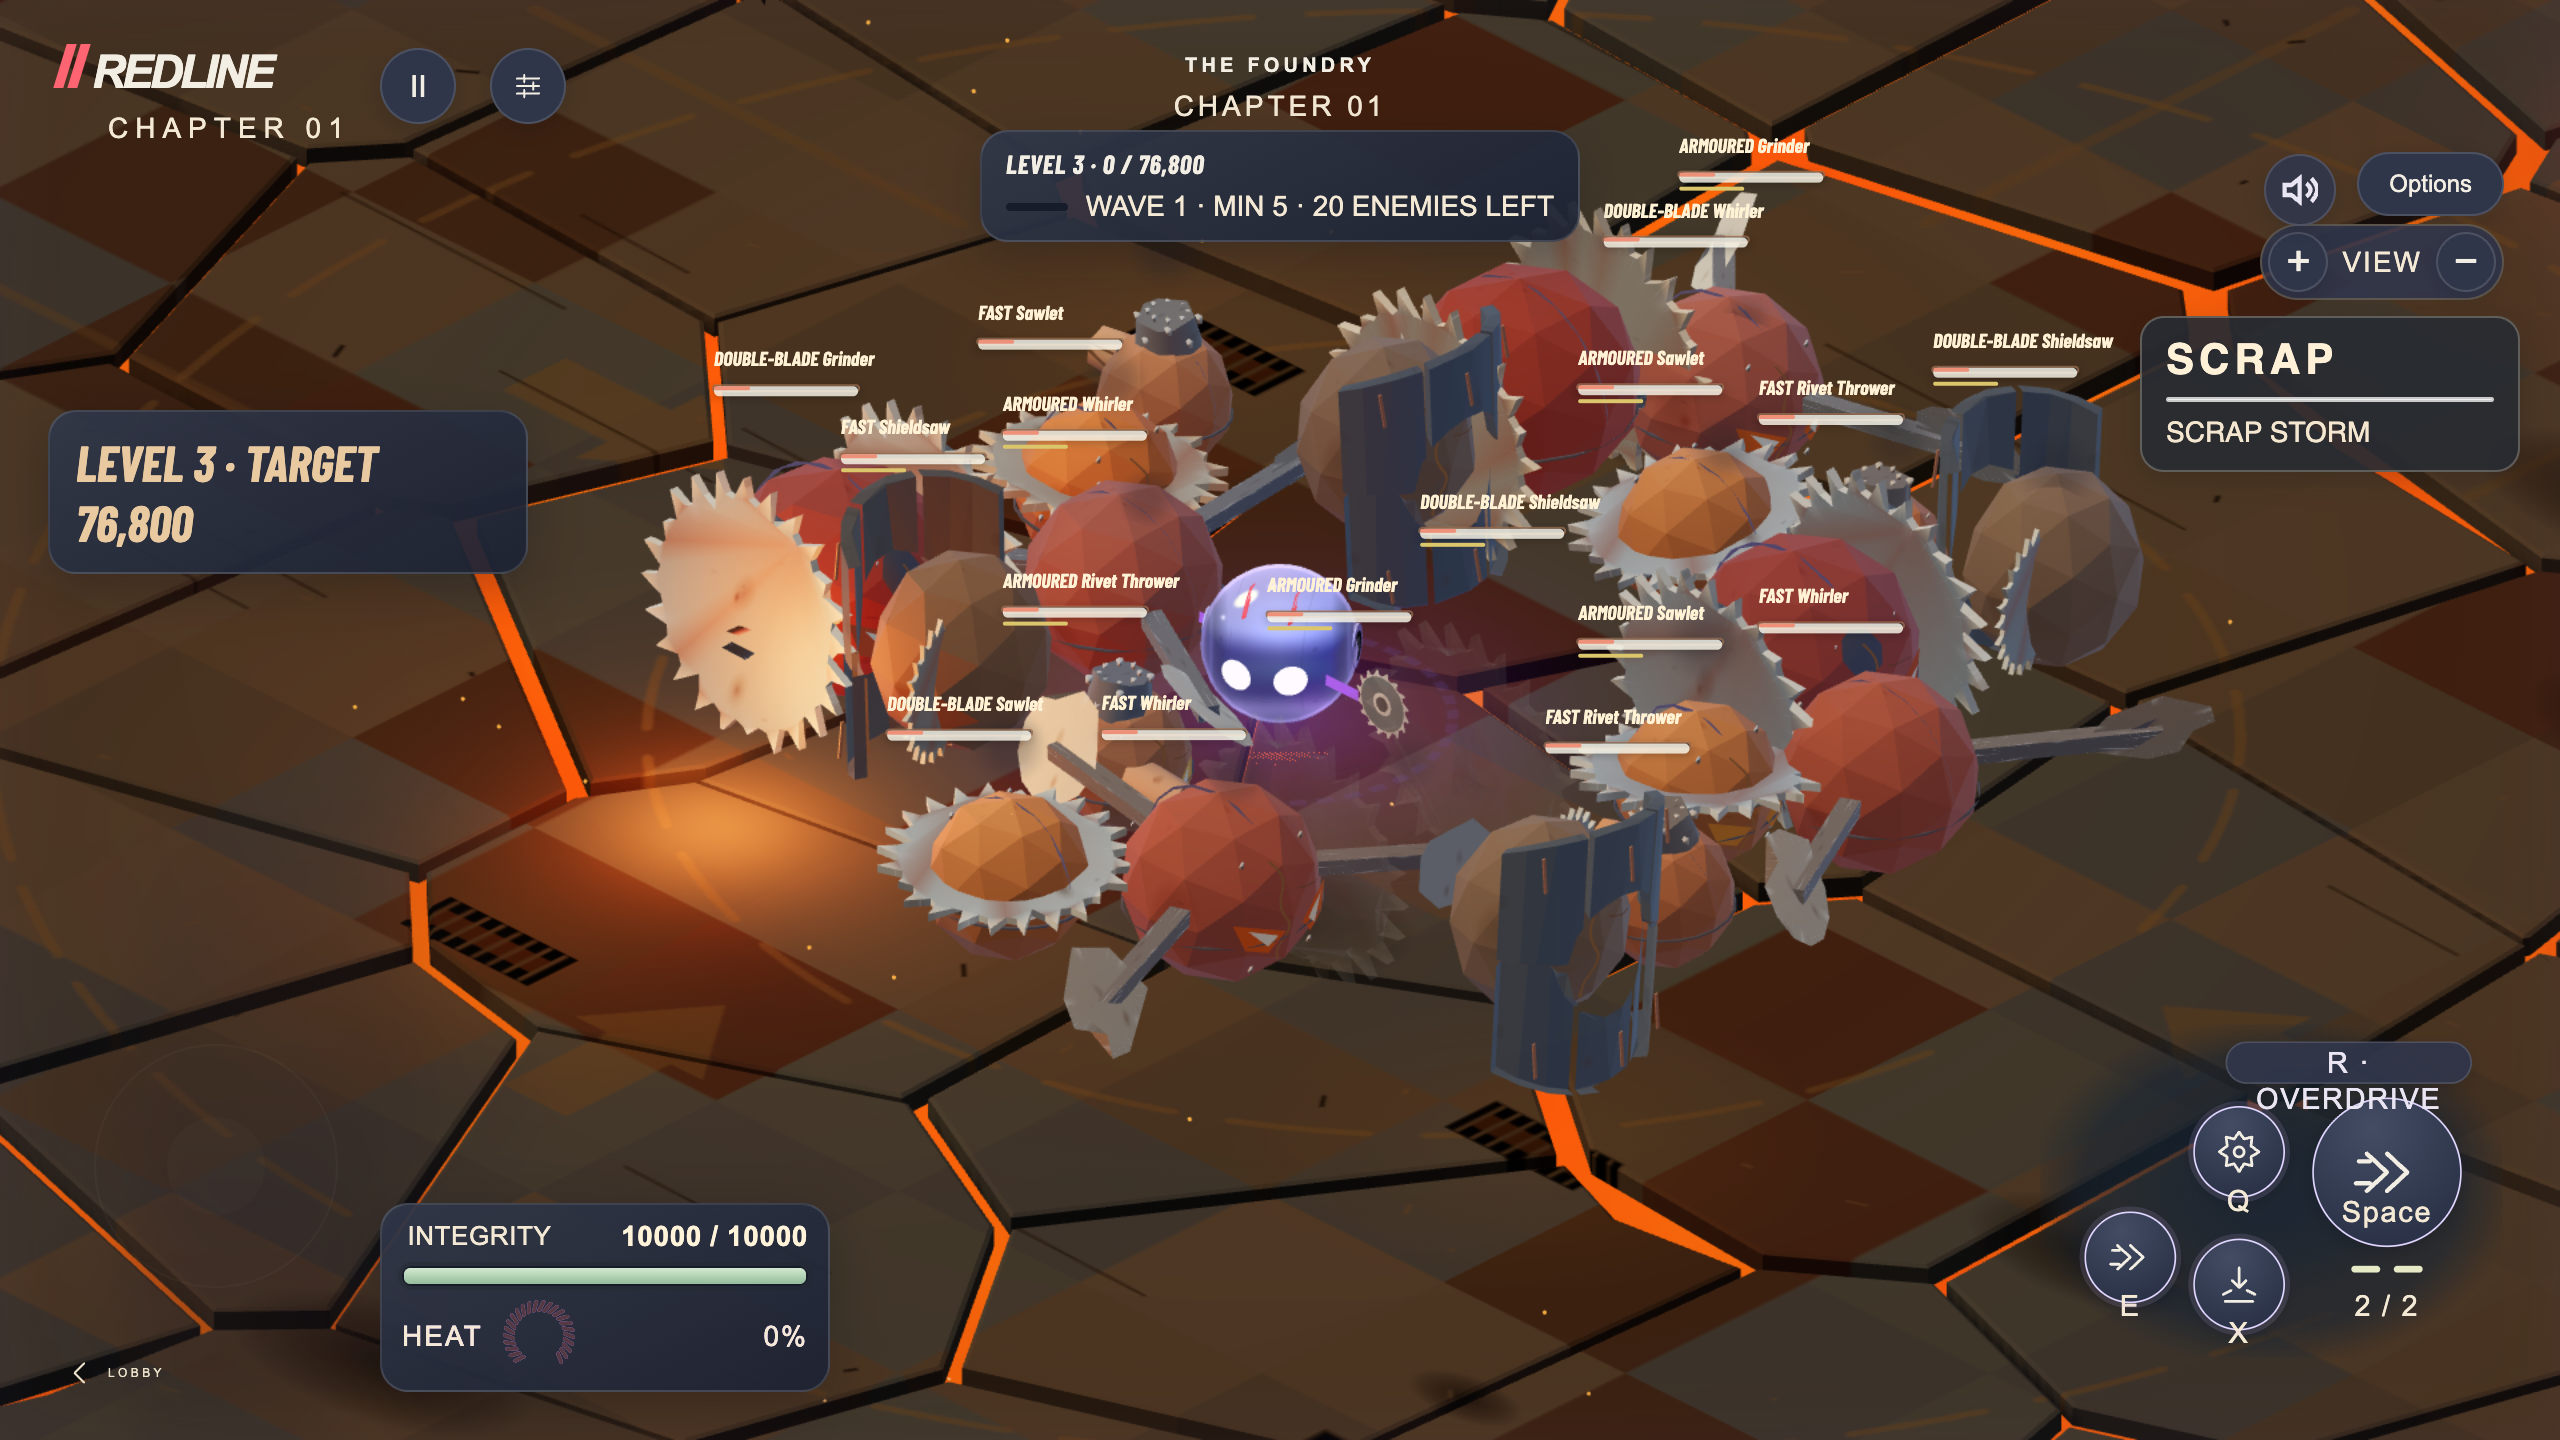 REDLINE
CHAPTER 01
THE FOUNDRY
CHAPTER 01
LEVEL 3 · 0 / 76,800
WAVE 1 · MIN 5 · 20 ENEMIES LEFT
Options
+ VIEW −
SCRAP
SCRAP STORM
LEVEL 3 · TARGET
76,800
ARMOURED Grinder
DOUBLE-BLADE Whirler
FAST Sawlet
DOUBLE-BLADE Shieldsaw
DOUBLE-BLADE Grinder
ARMOURED Sawlet
FAST Rivet Thrower
ARMOURED Whirler
FAST Shieldsaw
DOUBLE-BLADE Shieldsaw
ARMOURED Rivet Thrower
ARMOURED Grinder
FAST Whirler
ARMOURED Sawlet
DOUBLE-BLADE Sawlet
FAST Whirler
FAST Rivet Thrower
R ·
OVERDRIVE
Q
Space
E
X
2 / 2
INTEGRITY 10000 / 10000
HEAT 0%
LOBBY